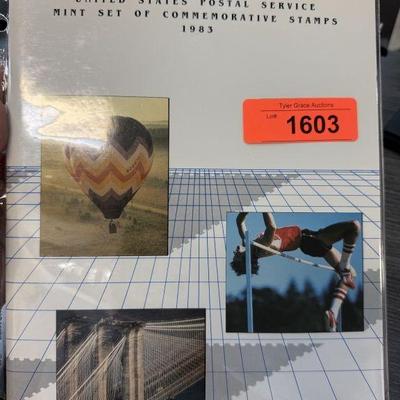 UNITED STATES POSTAL SERVICE
MINT SET OF COMMEMORATIVE STAMPS
1983
Tyler Grace Auctions
Lot#
1603